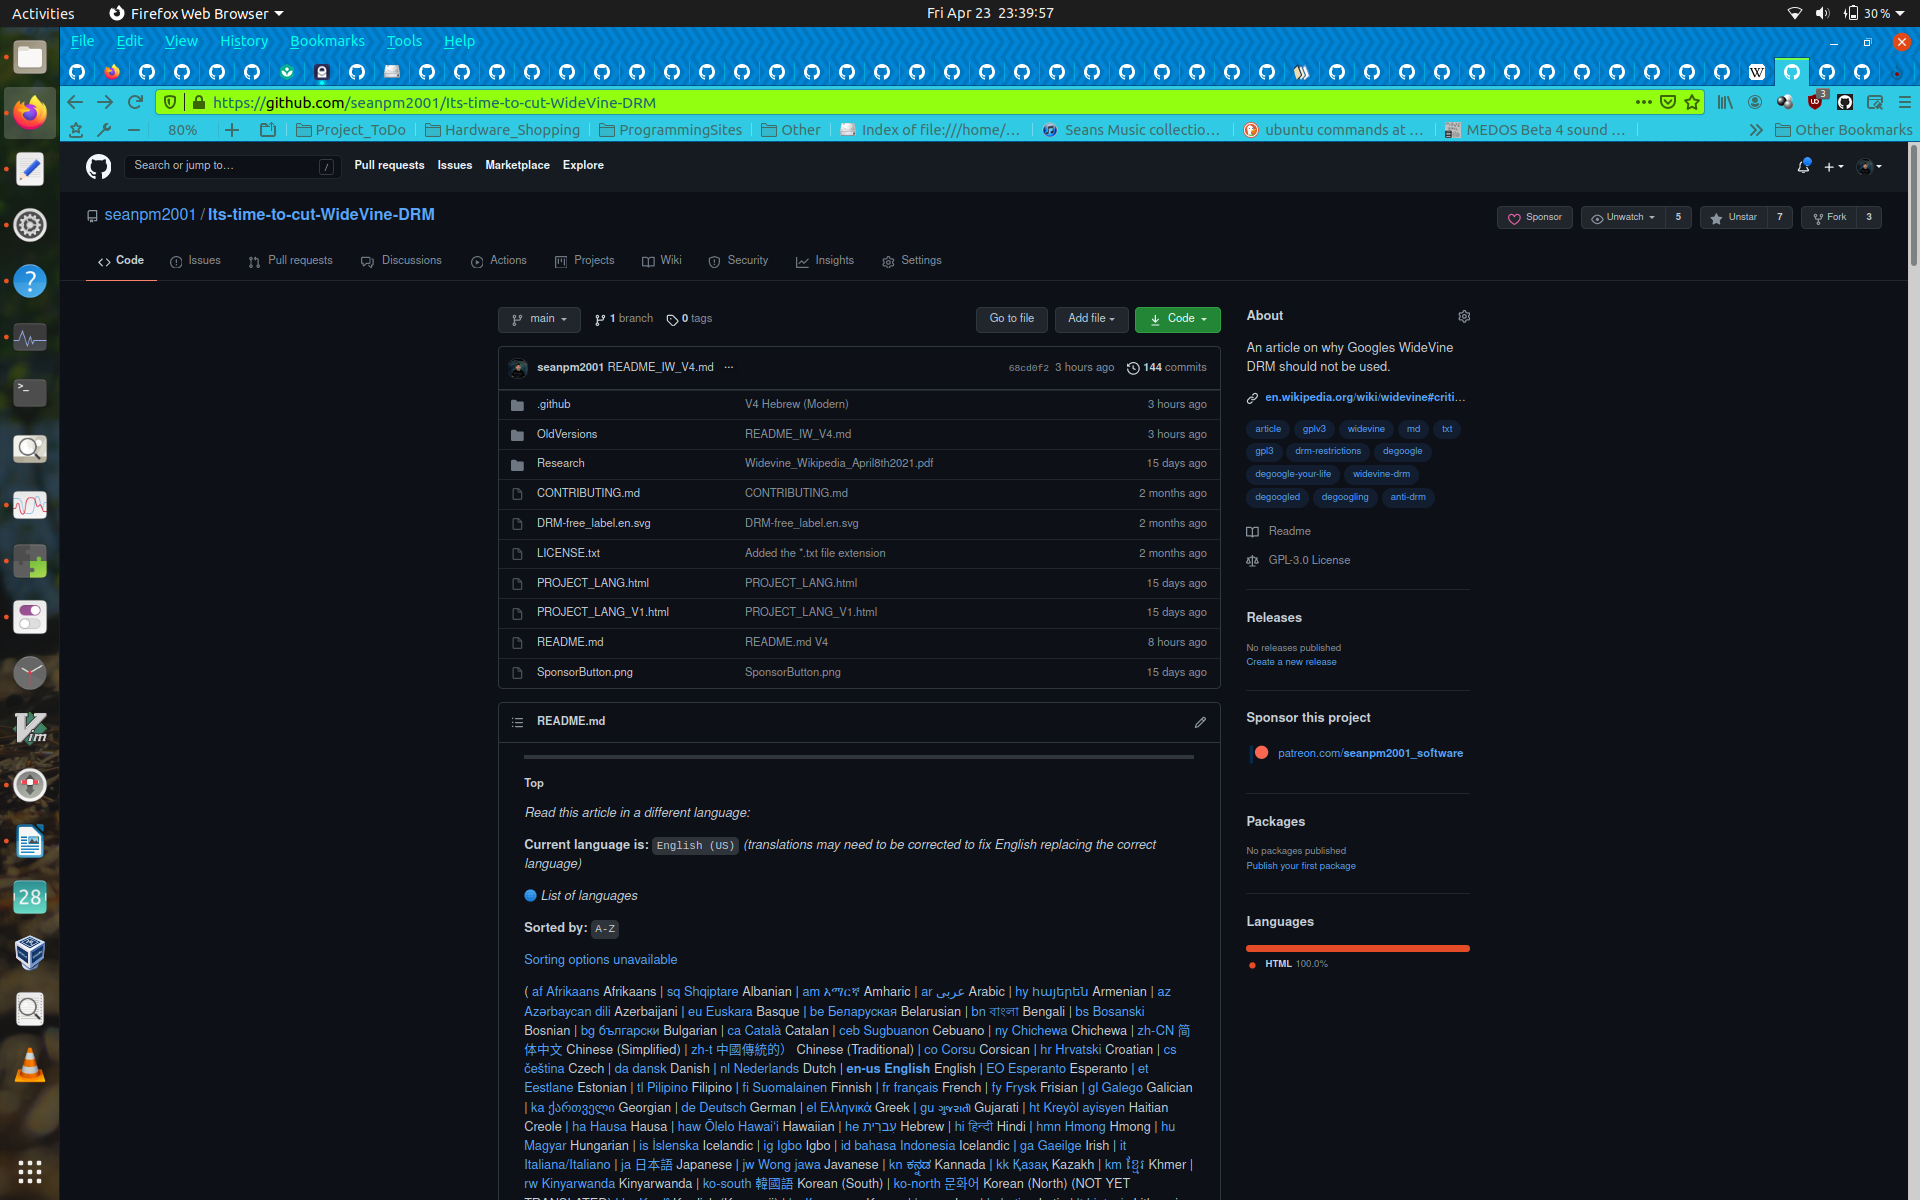 Activities Firefox Web Browser Fri Apr 23 23:39:57 30 %
File Edit View History Bookmarks Tools Help
https://github.com/seanpm2001/Its-time-to-cut-WideVine-DRM 3
80% Project_ToDo Hardware_Shopping ProgrammingSites Other Index of file:///home/... Seans Music collectio... ubuntu commands at ... MEDOS Beta 4 sound ... Other Bookmarks
Search or jump to... / Pull requests Issues Marketplace Explore
seanpm2001 / Its-time-to-cut-WideVine-DRM Sponsor Unwatch 5 Unstar 7 Fork 3
Code Issues Pull requests Discussions Actions Projects Wiki Security Insights Settings
main 1 branch 0 tags Go to file Add file Code
seanpm2001 README_IW_V4.md ... 68cd0f2 3 hours ago 144 commits
.github V4 Hebrew (Modern) 3 hours ago
OldVersions README_IW_V4.md 3 hours ago
Research Widevine_Wikipedia_April8th2021.pdf 15 days ago
CONTRIBUTING.md CONTRIBUTING.md 2 months ago
DRM-free_label.en.svg DRM-free_label.en.svg 2 months ago
LICENSE.txt Added the *.txt file extension 2 months ago
PROJECT_LANG.html PROJECT_LANG.html 15 days ago
PROJECT_LANG_V1.html PROJECT_LANG_V1.html 15 days ago
README.md README.md V4 8 hours ago
SponsorButton.png SponsorButton.png 15 days ago
README.md
Top
Read this article in a different language:
Current language is: English (US) (translations may need to be corrected to fix English replacing the correct
language)
List of languages
Sorted by: A-Z
Sorting options unavailable
( af Afrikaans Afrikaans | sq Shqiptare Albanian | am አማርኛ Amharic | ar عربى Arabic | hy հայերեն Armenian | az
Azərbaycan dili Azerbaijani | eu Euskara Basque | be Беларуская Belarusian | bn বাংলা Bengali | bs Bosanski
Bosnian | bg български Bulgarian | ca Català Catalan | ceb Sugbuanon Cebuano | ny Chichewa Chichewa | zh-CN 简
体中文 Chinese (Simplified) | zh-t 中國傳統的） Chinese (Traditional) | co Corsu Corsican | hr Hrvatski Croatian | cs
čeština Czech | da dansk Danish | nl Nederlands Dutch | en-us English English | EO Esperanto Esperanto | et
Eestlane Estonian | tl Pilipino Filipino | fi Suomalainen Finnish | fr français French | fy Frysk Frisian | gl Galego Galician
| ka ქართველი Georgian | de Deutsch German | el Ελληνικά Greek | gu ગુજરાતી Gujarati | ht Kreyòl ayisyen Haitian
Creole | ha Hausa Hausa | haw Ōlelo Hawaiʻi Hawaiian | he עִברִית Hebrew | hi हिन्दी Hindi | hmn Hmong Hmong | hu
Magyar Hungarian | is Íslenska Icelandic | ig Igbo Igbo | id bahasa Indonesia Icelandic | ga Gaeilge Irish | it
Italiana/Italiano | ja 日本語 Japanese | jw Wong jawa Javanese | kn ಕನ್ನಡ Kannada | kk Қазақ Kazakh | km ខ្មែរ Khmer |
rw Kinyarwanda Kinyarwanda | ko-south 韓國語 Korean (South) | ko-north 문화어 Korean (North) (NOT YET
About
An article on why Googles WideVine
DRM should not be used.
en.wikipedia.org/wiki/widevine#criti...
article gplv3 widevine md txt
gpl3 drm-restrictions degoogle
degoogle-your-life widevine-drm
degoogled degoogling anti-drm
Readme
GPL-3.0 License
Releases
No releases published
Create a new release
Sponsor this project
patreon.com/seanpm2001_software
Packages
No packages published
Publish your first package
Languages
HTML 100.0%
28